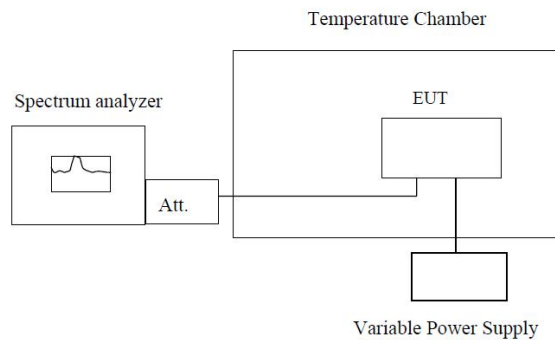 Temperature Chamber
Spectrum analyzer
EUT
Att.
Variable Power Supply